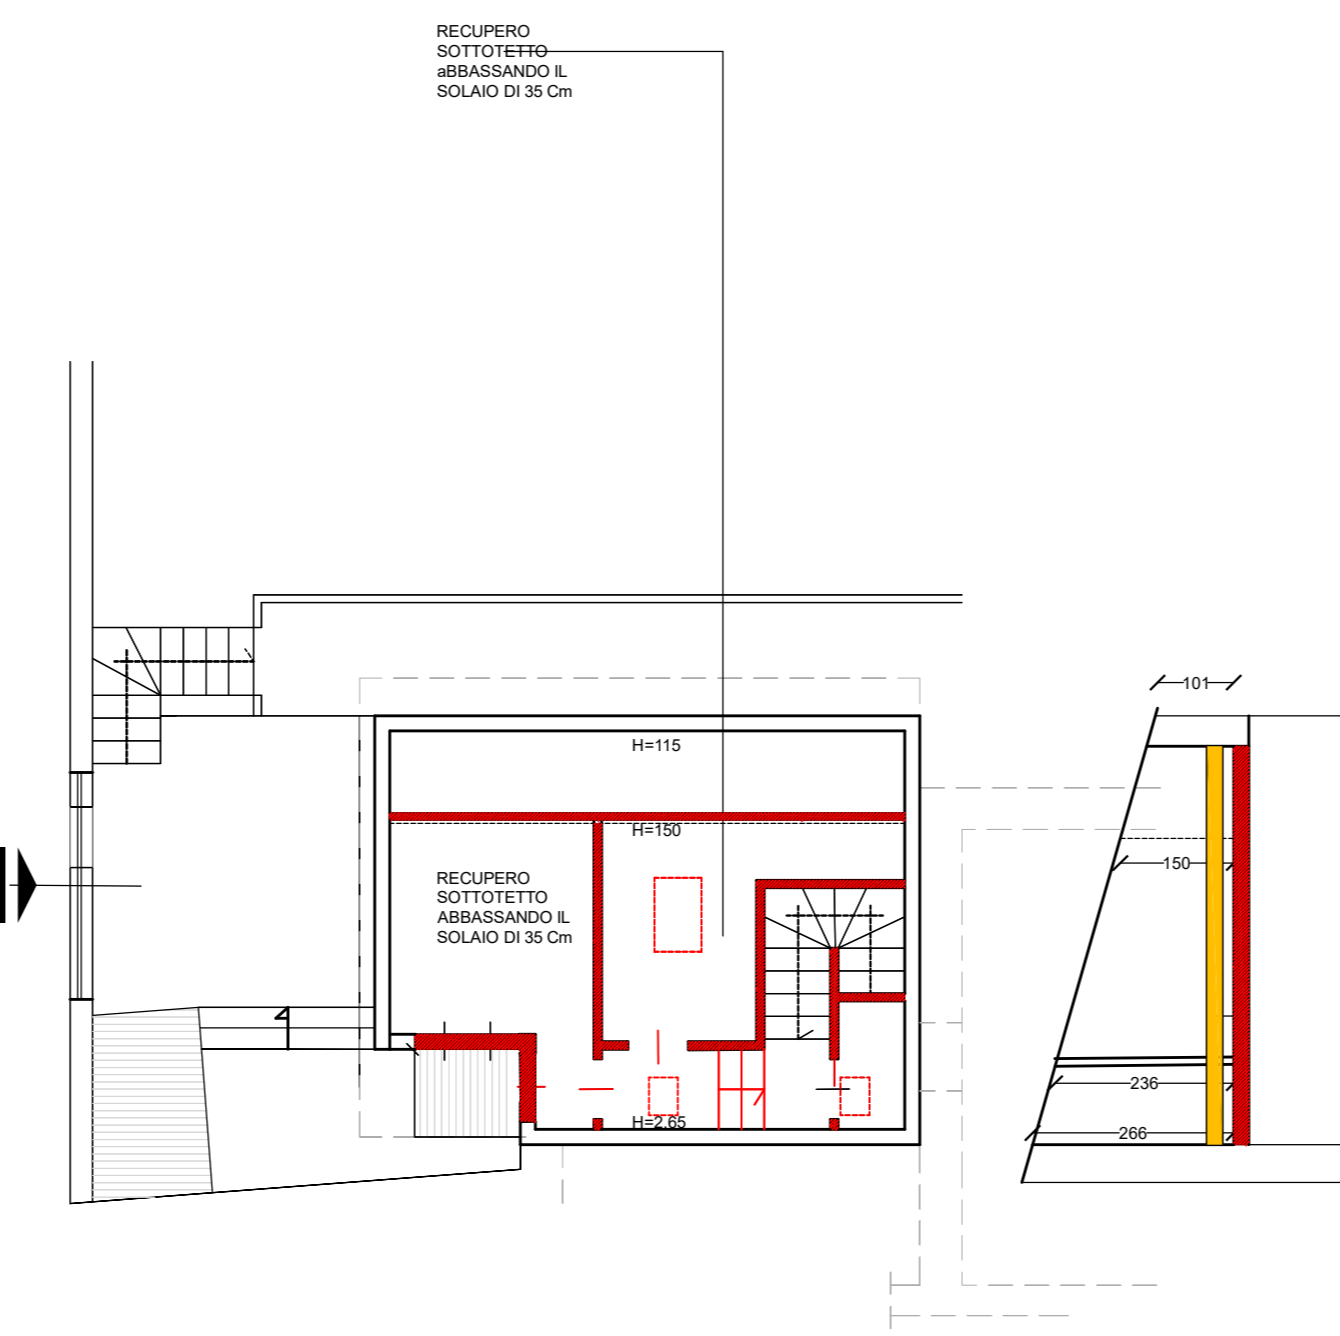 RECUPERO
SOTTOTETTO
aBBASSANDO IL
SOLAIO DI 35 Cm
101
H=115
H=150
150
RECUPERO
SOTTOTETTO
ABBASSANDO IL
SOLAIO DI 35 Cm
236
H=2.65
266